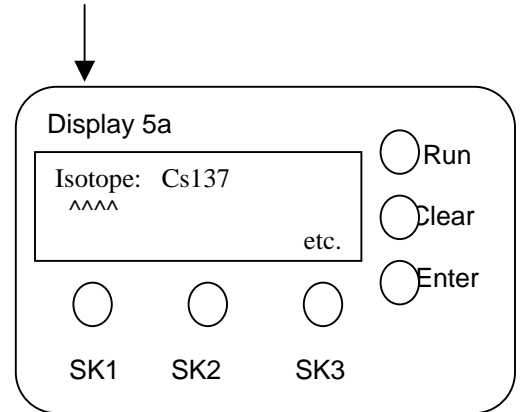 Display 5a
Run
Isotope: Cs137
^^^^
Clear
etc.
Enter
SK1 SK2 SK3